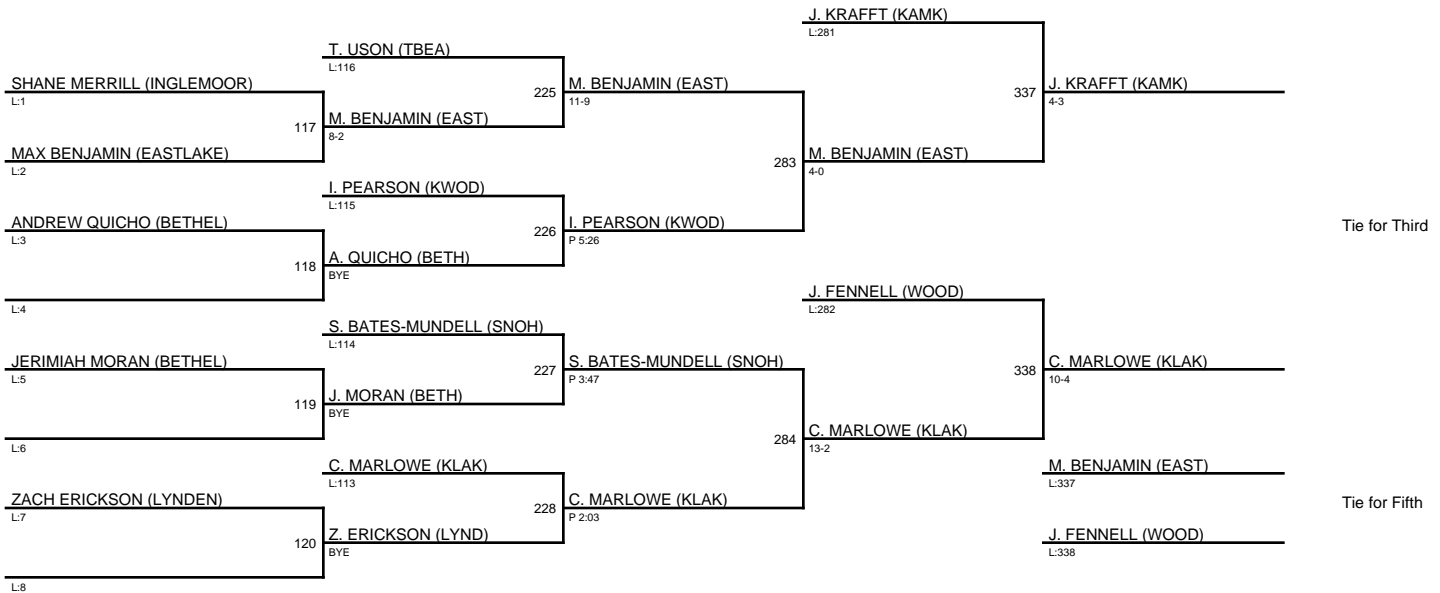 J. KRAFFT (KAMK)
L:281
T. USON (TBEA)
L:116
SHANE MERRILL (INGLEMOOR)
L:1
225
M. BENJAMIN (EAST)
11-9
337
J. KRAFFT (KAMK)
4-3
117
M. BENJAMIN (EAST)
8-2
MAX BENJAMIN (EASTLAKE)
L:2
283
M. BENJAMIN (EAST)
4-0
I. PEARSON (KWOD)
L:115
ANDREW QUICHO (BETHEL)
L:3
226
I. PEARSON (KWOD)
P 5:26
Tie for Third
118
A. QUICHO (BETH)
BYE
L:4
J. FENNELL (WOOD)
L:282
S. BATES-MUNDELL (SNOH)
L:114
JERIMIAH MORAN (BETHEL)
L:5
227
S. BATES-MUNDELL (SNOH)
P 3:47
338
C. MARLOWE (KLAK)
10-4
119
J. MORAN (BETH)
BYE
L:6
284
C. MARLOWE (KLAK)
13-2
C. MARLOWE (KLAK)
L:113
M. BENJAMIN (EAST)
L:337
ZACH ERICKSON (LYNDEN)
L:7
228
C. MARLOWE (KLAK)
P 2:03
Tie for Fifth
120
Z. ERICKSON (LYND)
BYE
J. FENNELL (WOOD)
L:338
L:8